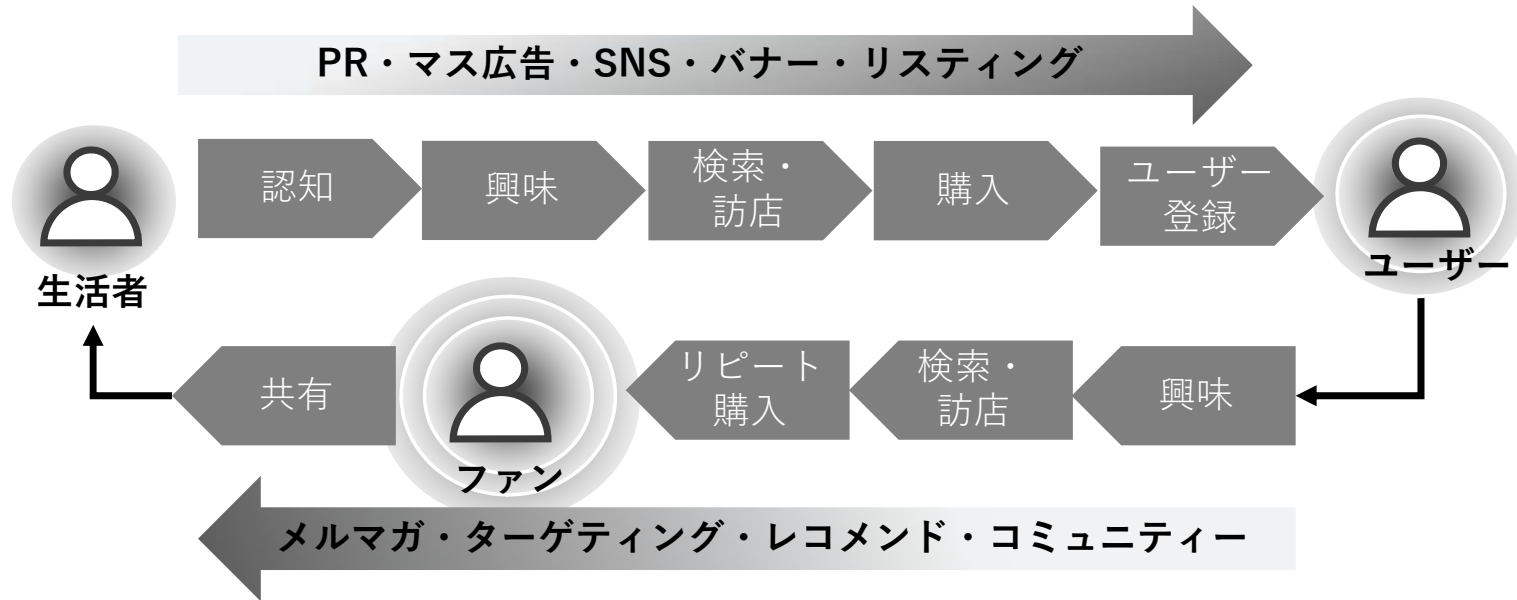 PR・マス広告・SNS・バナー・リスティング
認知
興味
検索・
訪店
購入
ユーザー
登録
生活者
ユーザー
共有
ファン
リピート
購入
検索・
訪店
興味
メルマガ・ターゲティング・レコメンド・コミュニティー